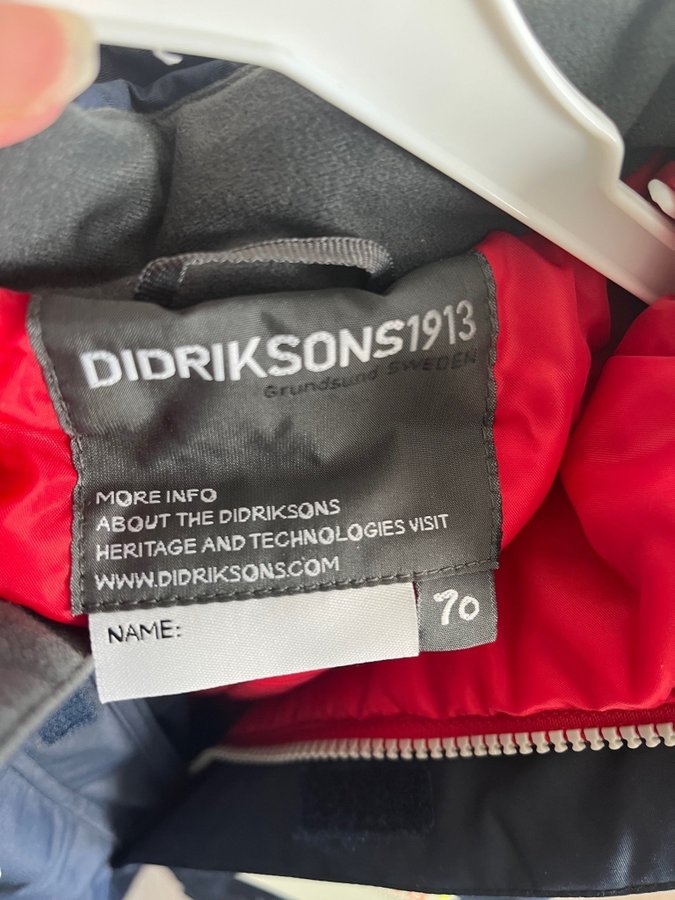 DIDRIKSONS1913
Grundsund SWEDEN
MORE INFO
ABOUT THE DIDRIKSONS
HERITAGE AND TECHNOLOGIES VISIT
WWW.DIDRIKSONS.COM
NAME:
70